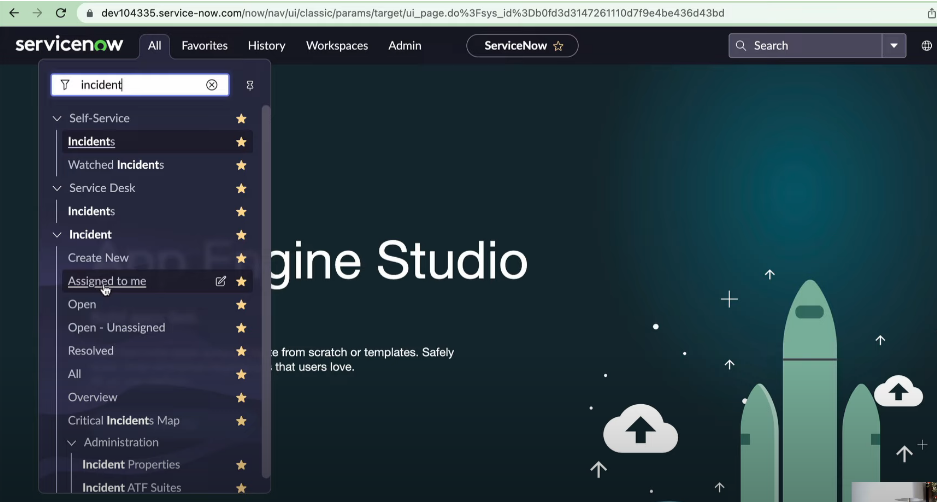 dev104335.service-now.com/now/nav/ui/classic/params/target/ui_page.do%3Fsys_id%3Db0fd3d3147261110d7f9e4be436d43bd
servicenow All Favorites History Workspaces Admin ServiceNow Search
incident
Self-Service
Incidents
Watched Incidents
Service Desk
Incidents
Incident
Create New
Assigned to me
Open
Open - Unassigned
Resolved
All
Overview
Critical Incidents Map
Administration
Incident Properties
Incident ATF Suites
App Engine Studio
te from scratch or templates. Safely
that users love.